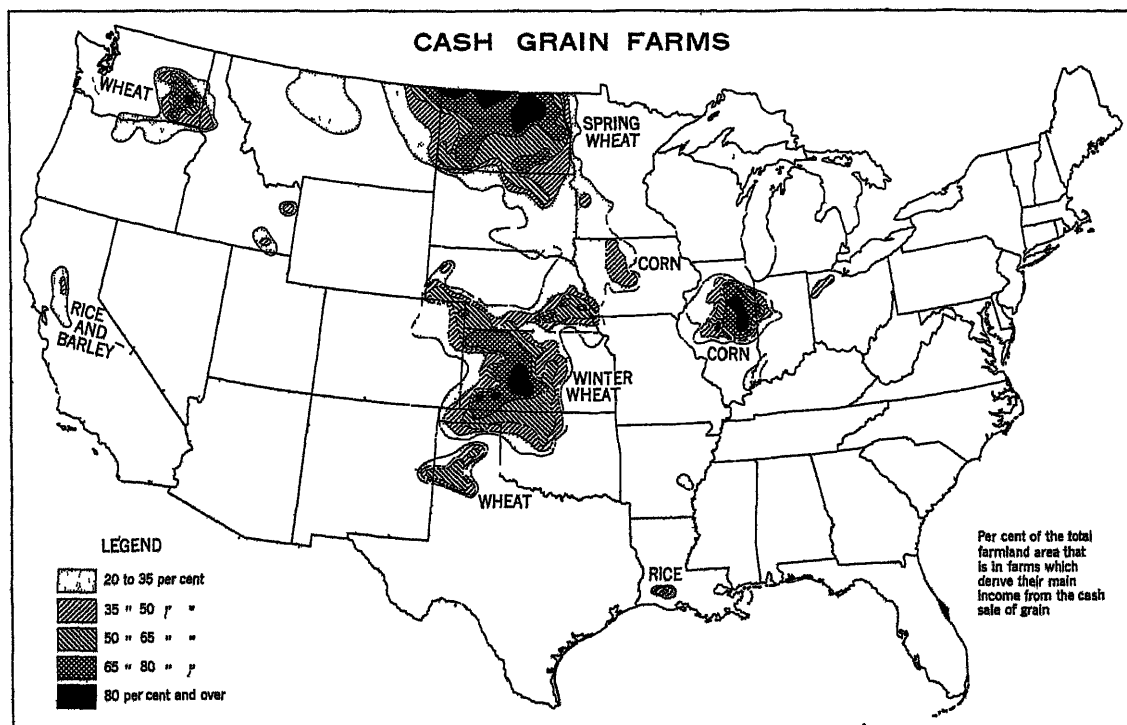 CASH GRAIN FARMS
WHEAT
SPRING
WHEAT
CORN
RICE
AND
BARLEY
CORN
WINTER
WHEAT
WHEAT
RICE
LEGEND
20 to 35 per cent
35 " 50 " "
50 " 65 " "
65 " 80 " "
80 per cent and over
Per cent of the total
farmland area that
is in farms which
derive their main
income from the cash
sale of grain